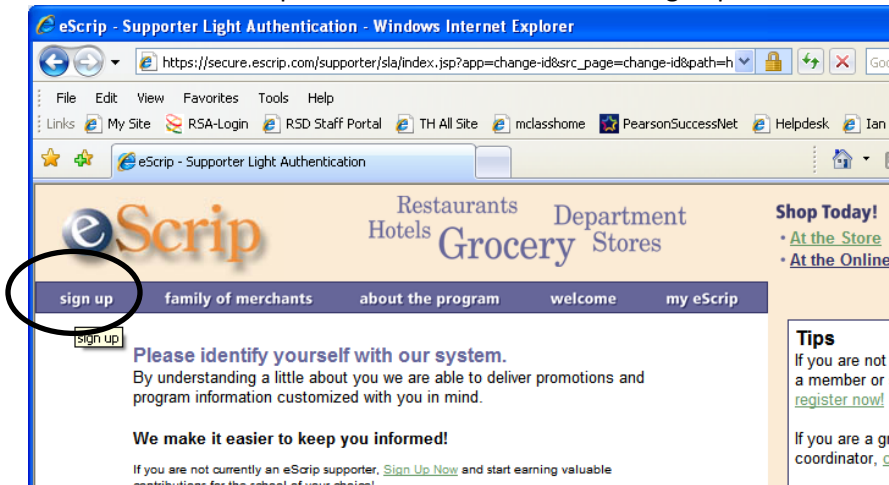 eScrip - Supporter Light Authentication - Windows Internet Explorer
https://secure.escrip.com/supporter/sla/index.jsp?app=change-id&src_page=change-id&path=h
File Edit View Favorites Tools Help
Links My Site RSA-Login RSD Staff Portal TH All Site mclasshome PearsonSuccessNet Helpdesk Ian
eScrip - Supporter Light Authentication
eScrip
Restaurants
Hotels
Grocery
Department
Stores
Shop Today!
• At the Store
• At the Online
sign up family of merchants about the program welcome my eScrip
sign up
Please identify yourself with our system.
By understanding a little about you we are able to deliver promotions and
program information customized with you in mind.
We make it easier to keep you informed!
If you are not currently an eScrip supporter, Sign Up Now and start earning valuable
contributions for the school of your choice!
Tips
If you are not
a member or
register now!
If you are a
coordinator,